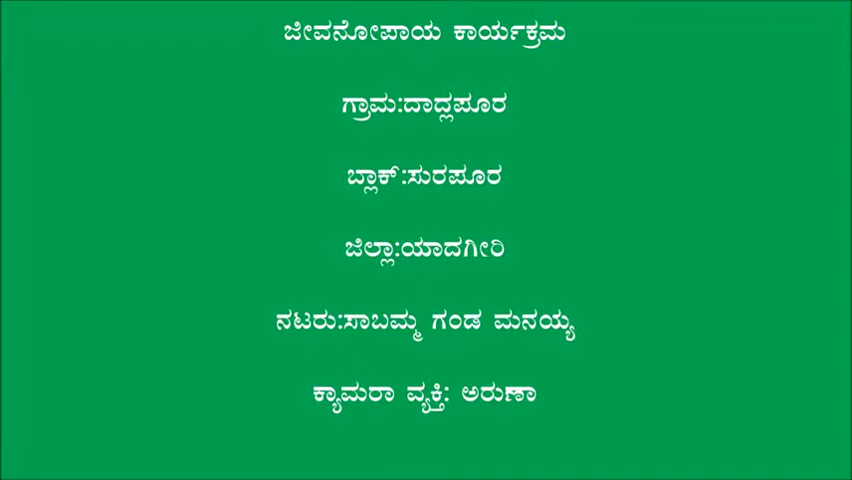 ಜೀವನೋಪಾಯ ಕಾರ್ಯಕ್ರಮ
ಗ್ರಾಮ:ದಾದ್ಲಪೂರ
ಬ್ಲಾಕ್:ಸುರಪೂರ
ಜಿಲ್ಲಾ:ಯಾದಗೀರಿ
ನಟರು:ಸಾಬಮ್ಮ ಗಂಡ ಮನಯ್ಯ
ಕ್ಯಾಮರಾ ವ್ಯಕ್ತಿ: ಅರುಣಾ